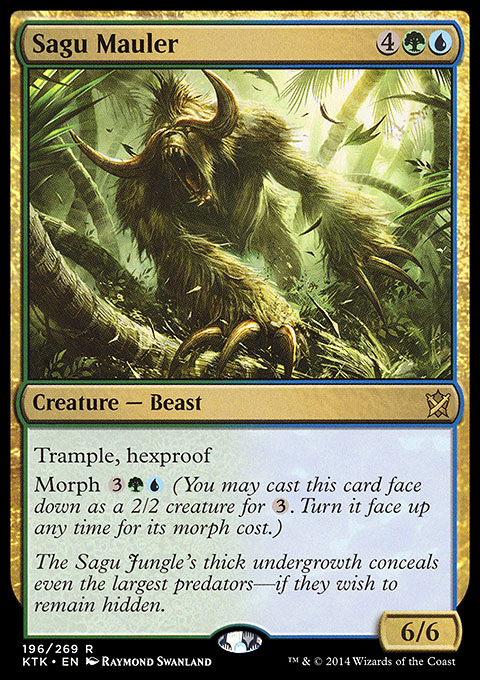 Sagu Mauler 4
Creature — Beast
Trample, hexproof
Morph 3 (You may cast this card face
down as a 2/2 creature for 3. Turn it face up
any time for its morph cost.)
The Sagu Jungle's thick undergrowth conceals
even the largest predators—if they wish to
remain hidden.
6/6
196/269 R
KTK • EN Raymond Swanland
™ & © 2014 Wizards of the Coast